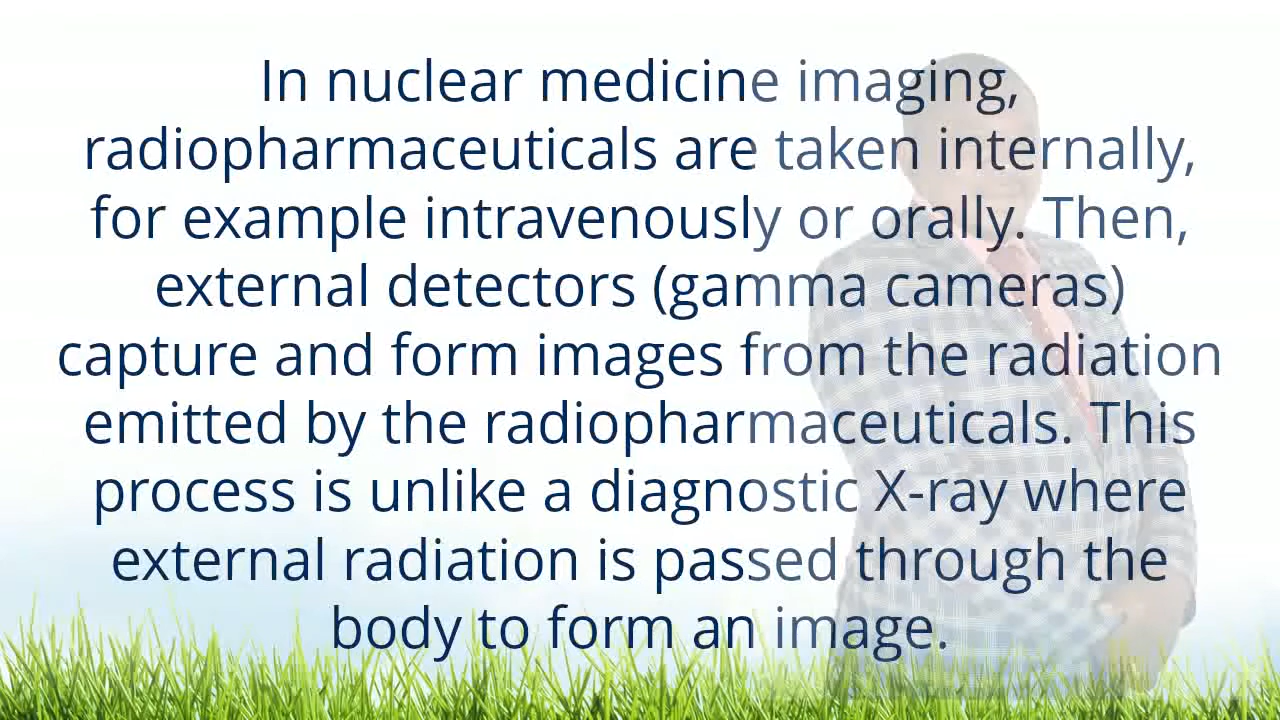 In nuclear medicine imaging,
radiopharmaceuticals are taken internally,
for example intravenously or orally. Then,
external detectors (gamma cameras)
capture and form images from the radiation
emitted by the radiopharmaceuticals. This
process is unlike a diagnostic X-ray where
external radiation is passed through the
body to form an image.